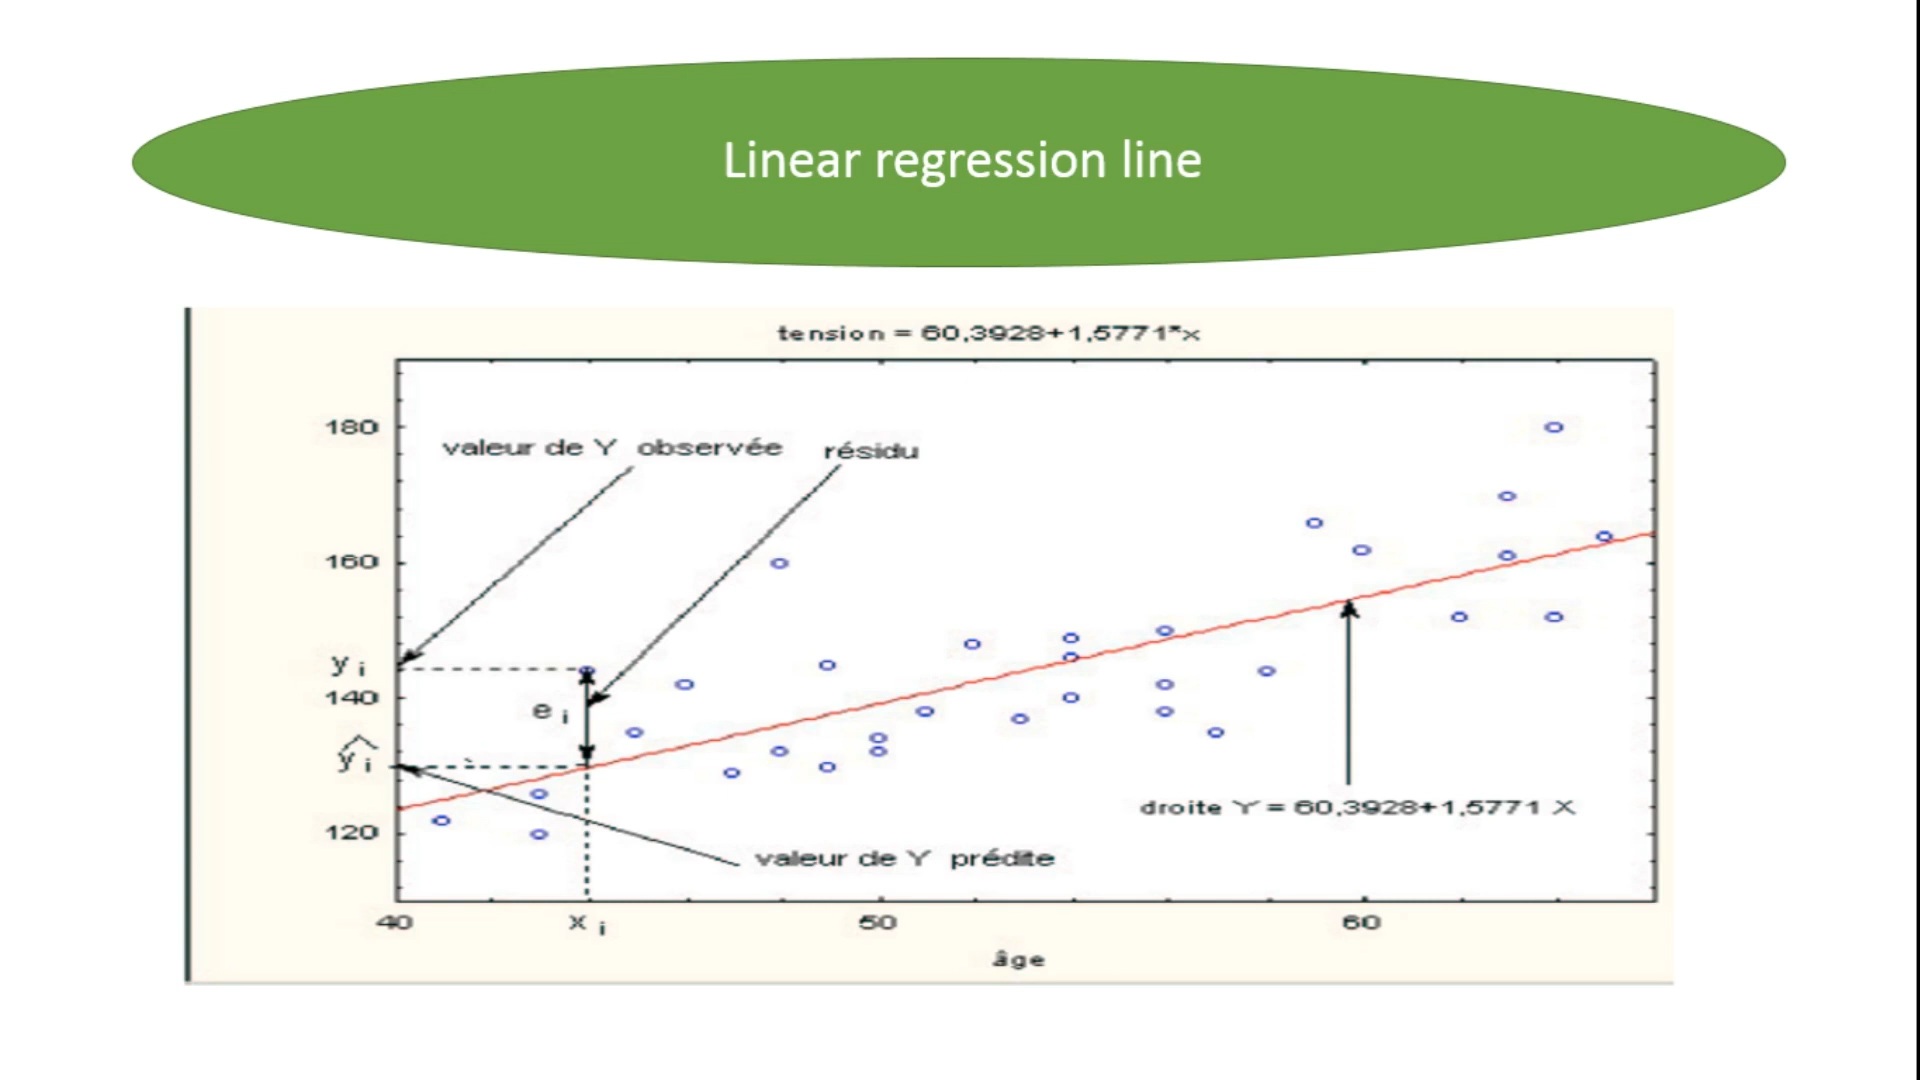 Linear regression line
tension = 60,3928+1,5771*x
180
valeur de Y observée
résidu
160
y i
140
e i
ŷ i
120
droite Y = 60,3928+1,5771 X
valeur de Y prédite
40
x i
50
60
âge